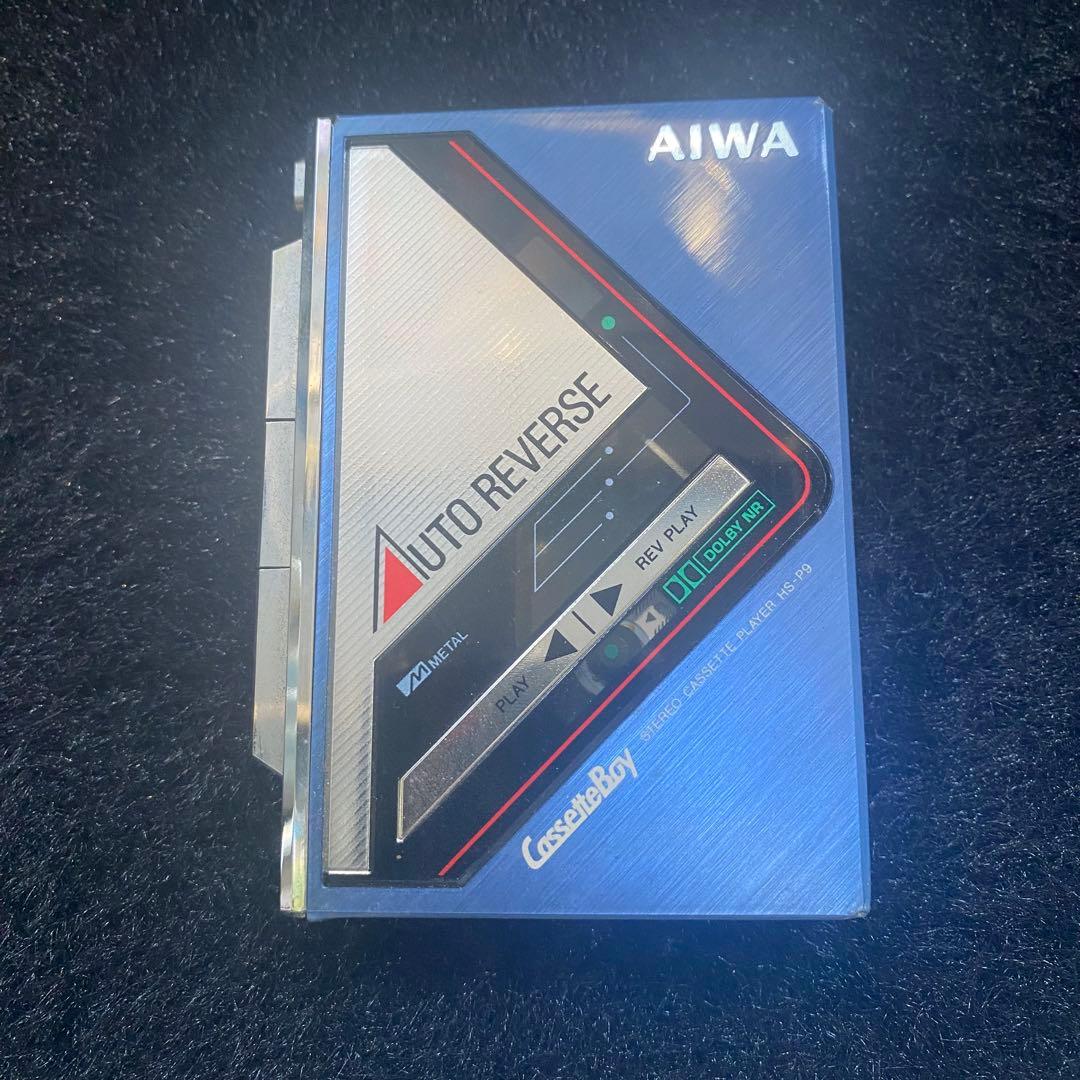 AIWA
AUTO REVERSE
METAL
PLAY
REV PLAY
DOLBY NR
CassetteBoy
STEREO CASSETTE PLAYER HS-P9